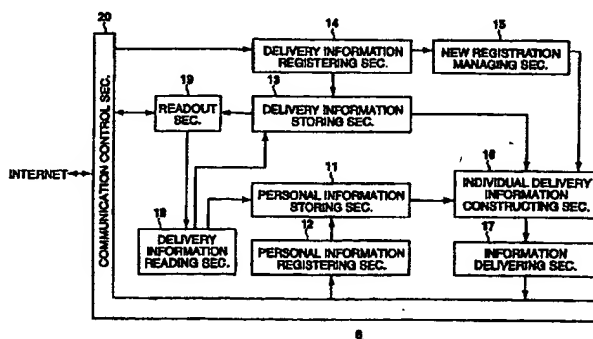 20
COMMUNICATION CONTROL SEC.
14
DELIVERY INFORMATION
REGISTERING SEC.
15
NEW REGISTRATION
MANAGING SEC.
19
READOUT
SEC.
13
DELIVERY INFORMATION
STORING SEC.
INTERNET
11
PERSONAL INFORMATION
STORING SEC.
16
INDIVIDUAL DELIVERY
INFORMATION
CONSTRUCTING SEC.
18
DELIVERY
INFORMATION
READING SEC.
12
PERSONAL INFORMATION
REGISTERING SEC.
17
INFORMATION
DELIVERING SEC.
6